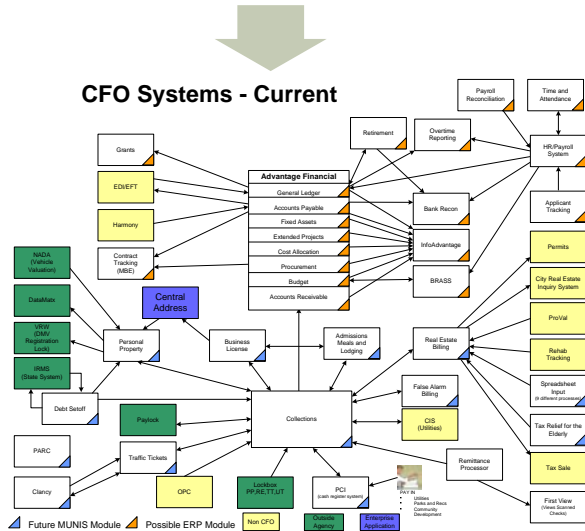 CFO Systems - Current
Payroll
Reconciliation
Time and
Attendance
Retirement
Overtime
Reporting
Grants
HR/Payroll
System
Advantage Financial
General Ledger
Accounts Payable
Fixed Assets
Extended Projects
Cost Allocation
Procurement
Budget
Accounts Receivable
EDI/EFT
Harmony
Contract
Tracking
(MBE)
Bank Recon
InfoAdvantage
BRASS
Applicant
Tracking
Permits
City Real Estate
Inquiry System
ProVal
Rehab
Tracking
Spreadsheet
Input
(9 different processes)
Tax Relief for the
Elderly
Tax Sale
First View
(Views Scanned
Checks)
NADA
(Vehicle
Valuation)
DataMatx
VRW
(DMV
Registration
Lock)
IRMS
(State System)
Central
Address
Personal
Property
Business
License
Admissions
Meals and
Lodging
Real Estate
Billing
Debt Setoff
Paylock
Collections
False Alarm
Billing
CIS
(Utilities)
PARC
Traffic Tickets
Clancy
OPC
Lockbox
PP,RE,TT,UT
PCI
(cash register system)
PAY IN
• Utilities
• Parks and Recs
• Community
Development
Remittance
Processor
Future MUNIS Module
Possible ERP Module
Non CFO
Outside
Agency
Enterprise
Application